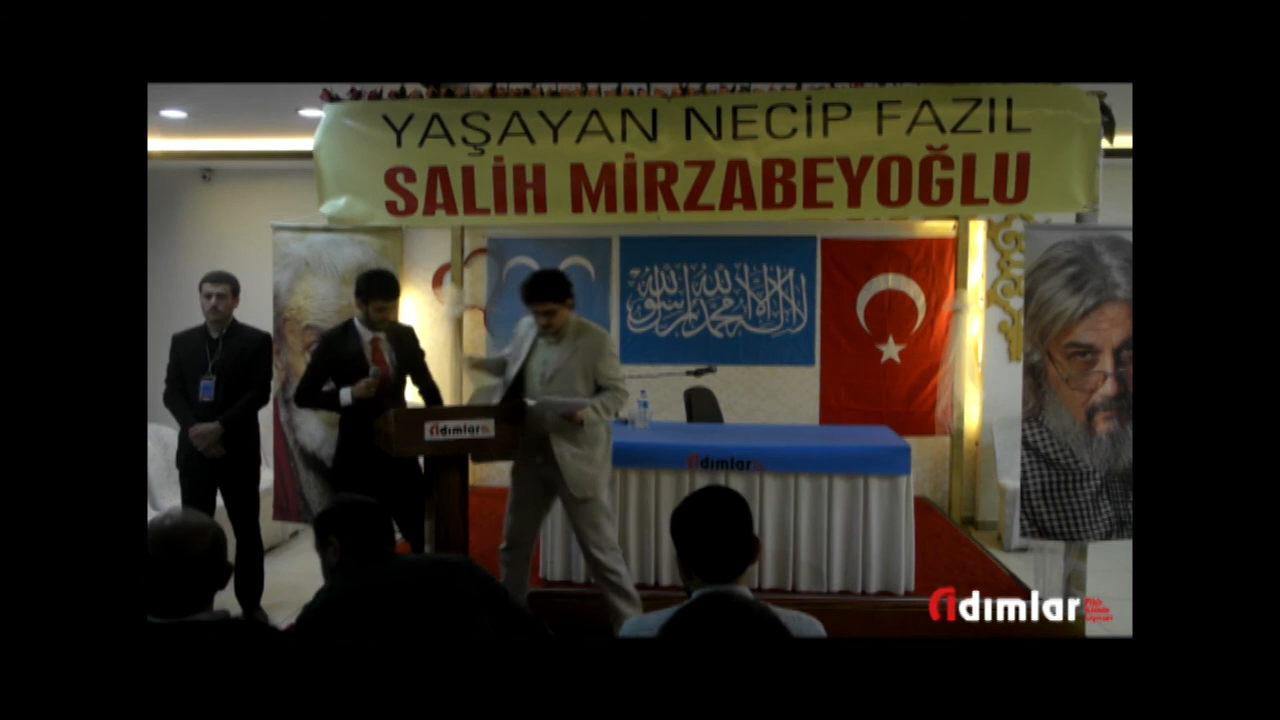 YAŞAYAN NECİP FAZIL
SALİH MİRZABEYOĞLU
لا اله الا الله محمد رسول الله
Adımlar
Adımlar
Adımlar